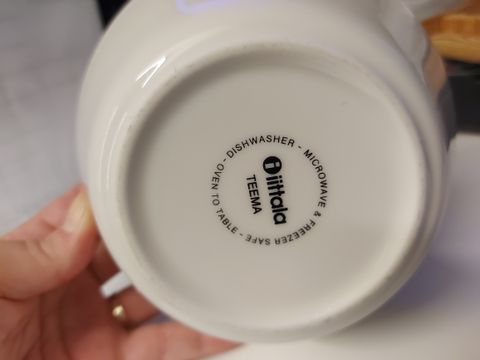 iittala
TEEMA
OVEN TO TABLE - DISHWASHER - MICROWAVE & FREEZER SAFE -